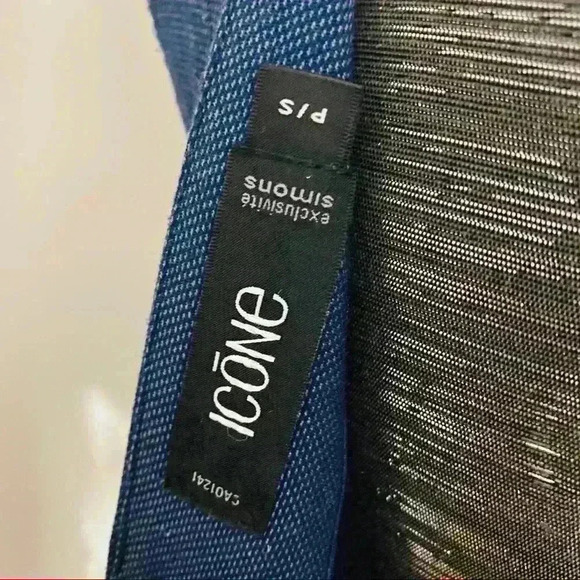 P/S
exclusivité
simons
ICŌNE
CA01241